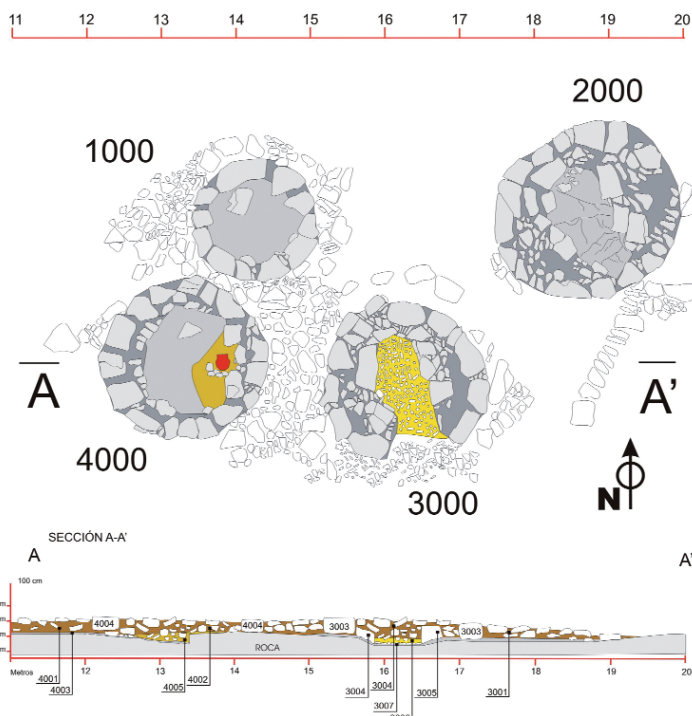 11 12 13 14 15 16 17 18 19 20
2000
1000
A A'
4000
N
3000
SECCIÓN A-A'
A A'
100 cm
m.
4004 4004 3003 3004 3003
m.
ROCA
m.
Metros 12 13 14 15 16 17 18 19 20
4001 4002 3004 3004 3005 3001
4003 4005 3007